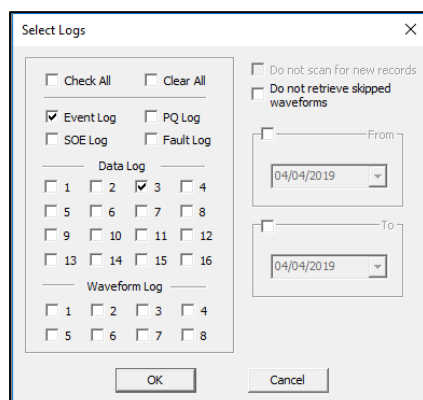 Select Logs
Check All Clear All
Event Log PQ Log
SOE Log Fault Log
Data Log
1 2 3 4
5 6 7 8
9 10 11 12
13 14 15 16
Waveform Log
1 2 3 4
5 6 7 8
Do not scan for new records
Do not retrieve skipped
waveforms
From
04/04/2019
To
04/04/2019
OK Cancel